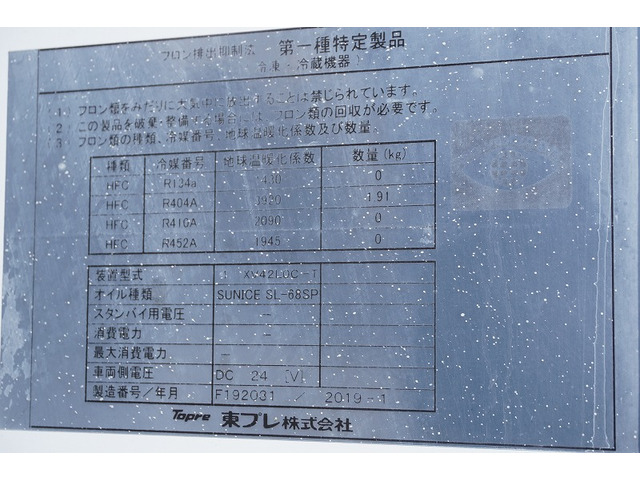 フロン排出抑制法 第一種特定製品
冷凍・冷蔵機器）
（1） フロン類をみだりに大気中に放出することは禁じられています。
（2） この製品を破棄・整備する場合には、フロン類の回収が必要です。
（3） フロン類の種類、冷媒番号、地球温暖化係数及び数量。
種類 冷媒番号 地球温暖化係数 数量 (kg)
HFC R134a 1430 0
HFC R404A 3920 1.91
HFC R410A 2090 0
HFC R452A 1945 0
装置型式
オイル種類 SUNICE SL-68SP
スタンバイ用電圧 －
消費電力 －
最大消費電力 －
車両側電圧 DC 24 [V]
製造番号／年月 F192031 ／ 2019-1
Topre 東プレ株式会社